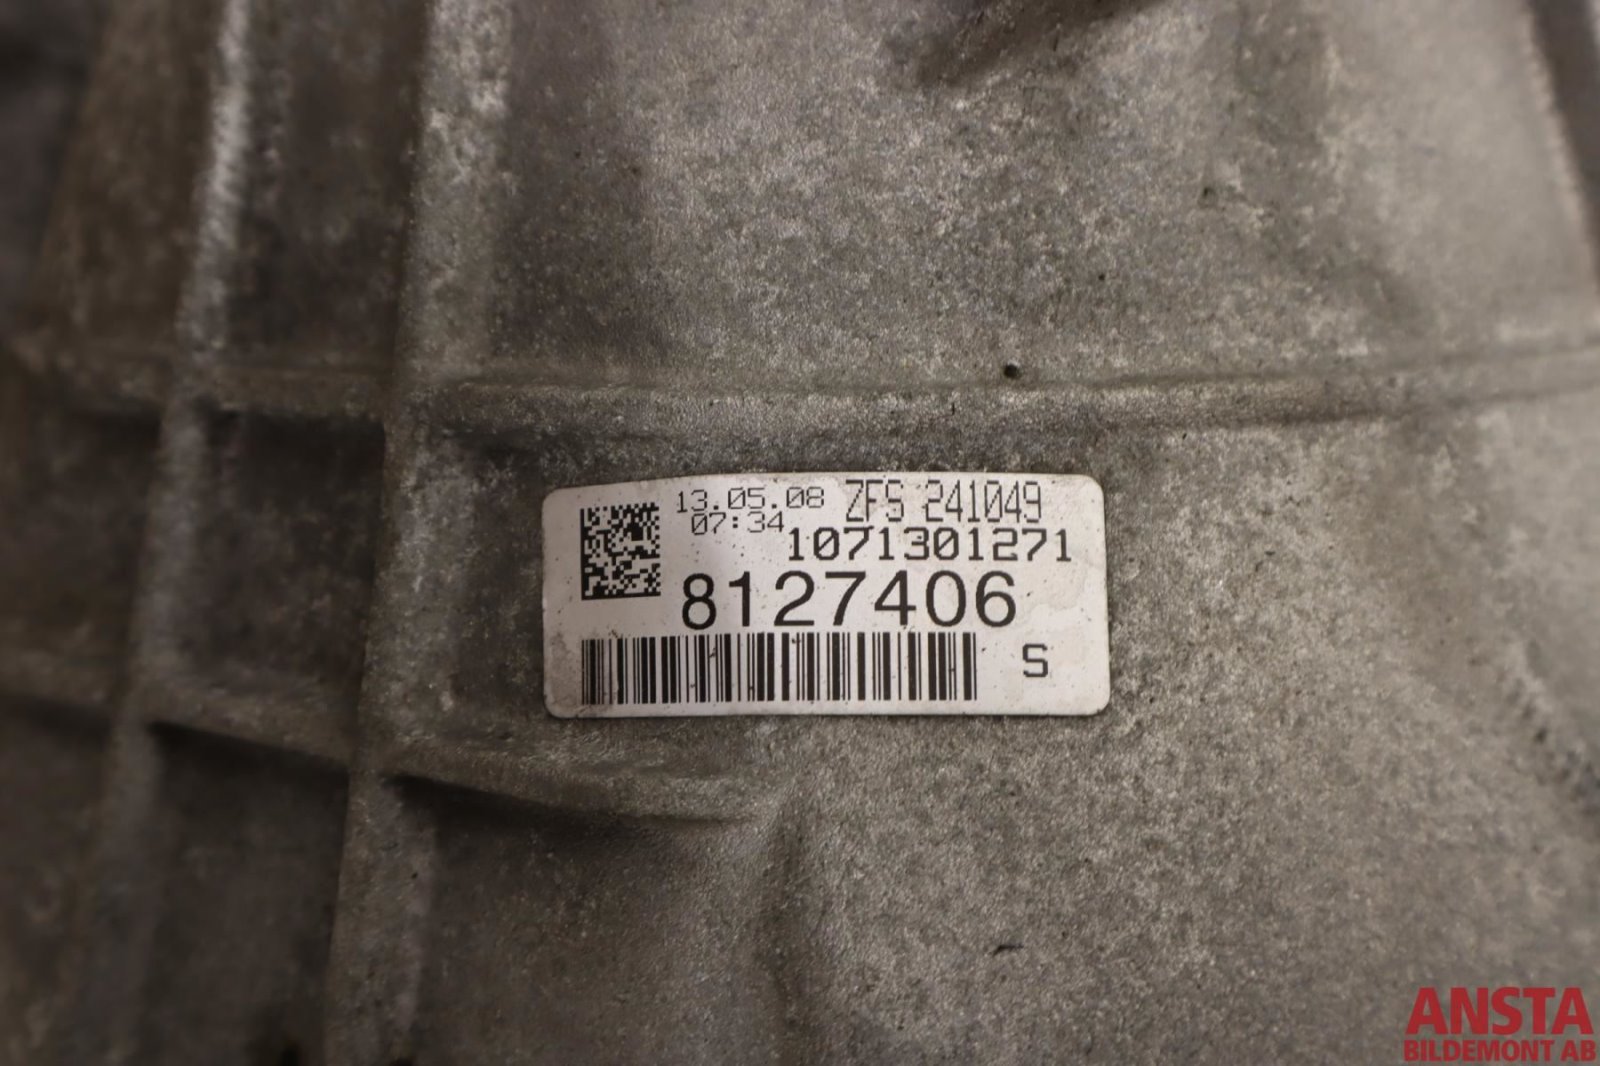 13.05.08 ZFS 241049
07:34
1071301271
8127406
S
ANSTA
BILDEMONT AB